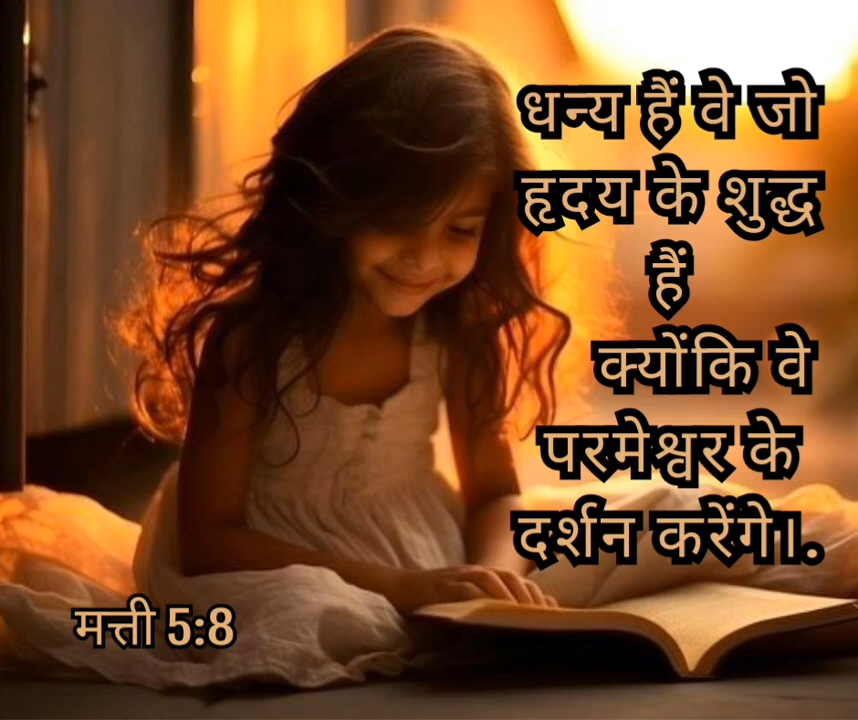 धन्य हैं वे जो
हृदय के शुद्ध
हैं
क्योंकि वे
परमेश्वर के
दर्शन करेंगे।.
मत्ती 5:8